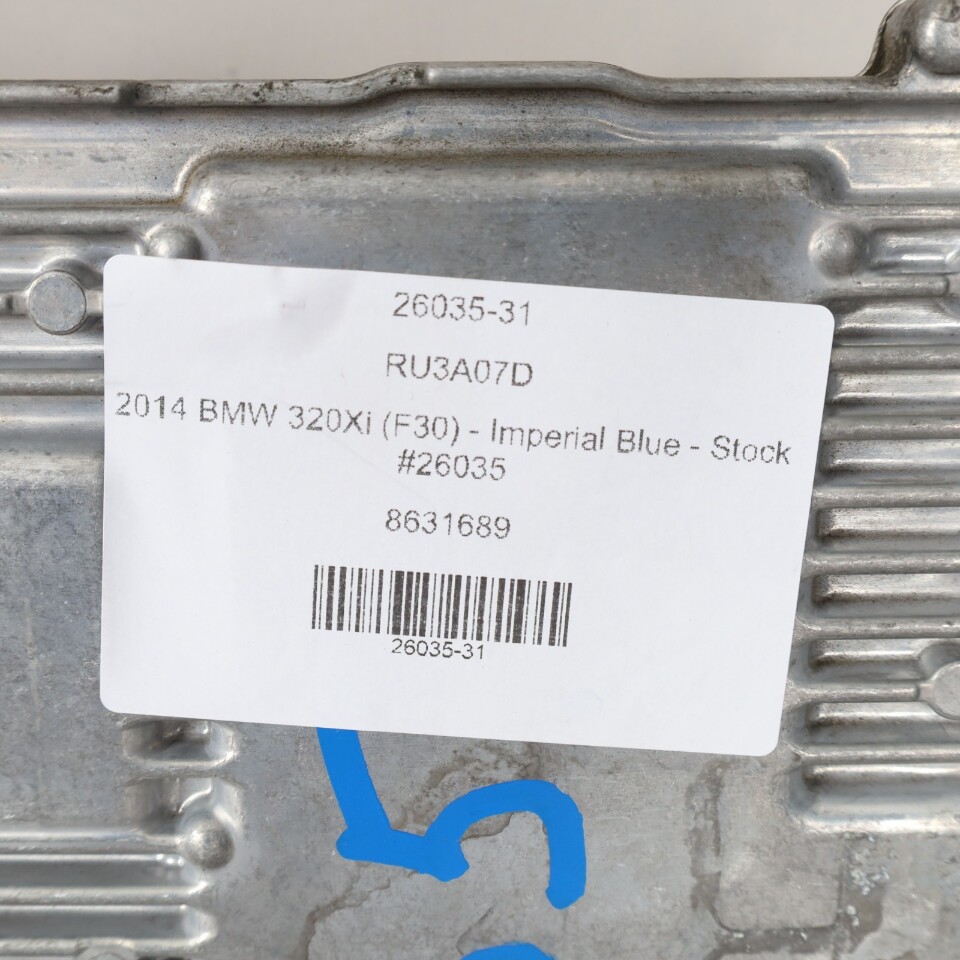 26035-31
RU3A07D
2014 BMW 320Xi (F30) - Imperial Blue - Stock
#26035
8631689
26035-31